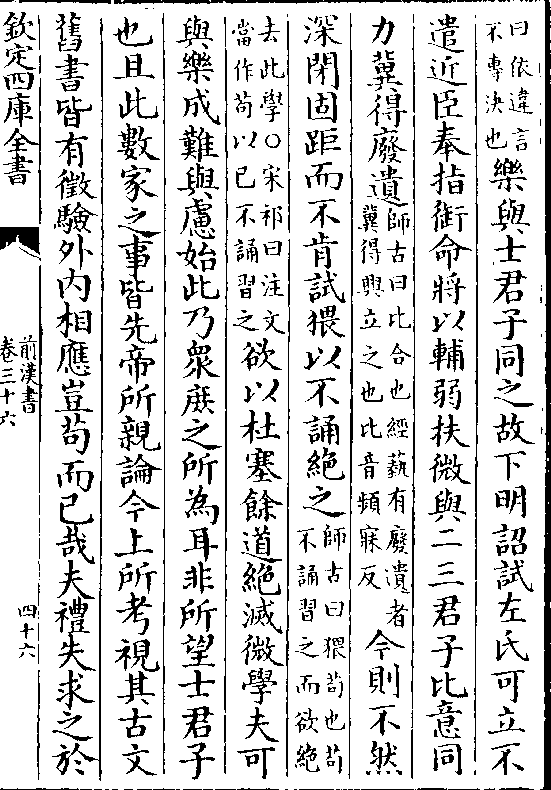 曰依違言
不專決也
樂與士君子同之故下明詔試左氏可立不
遣近臣奉指銜命將以輔弱扶微與二三君子比意同
力冀得廢遺
師古曰比合也經藝有廢遺者
冀得興立之也比音頻寐反
今則不然
深閉固距而不肯試猥以不誦絕之
師古曰猥苟也苟
不誦習之而欲絕
去此學〇宋祁曰注文
當作苟以已不誦習之
欲以杜塞餘道絕滅微學夫可
與樂成難與慮始此乃衆庶之所為耳非所望士君子
也且此數家之事皆先帝所親論今上所考視其古文
舊書皆有徵驗外内相應豈苟而已哉夫禮失求之於
欽定四庫全書
前漢書
卷三十六
四十六